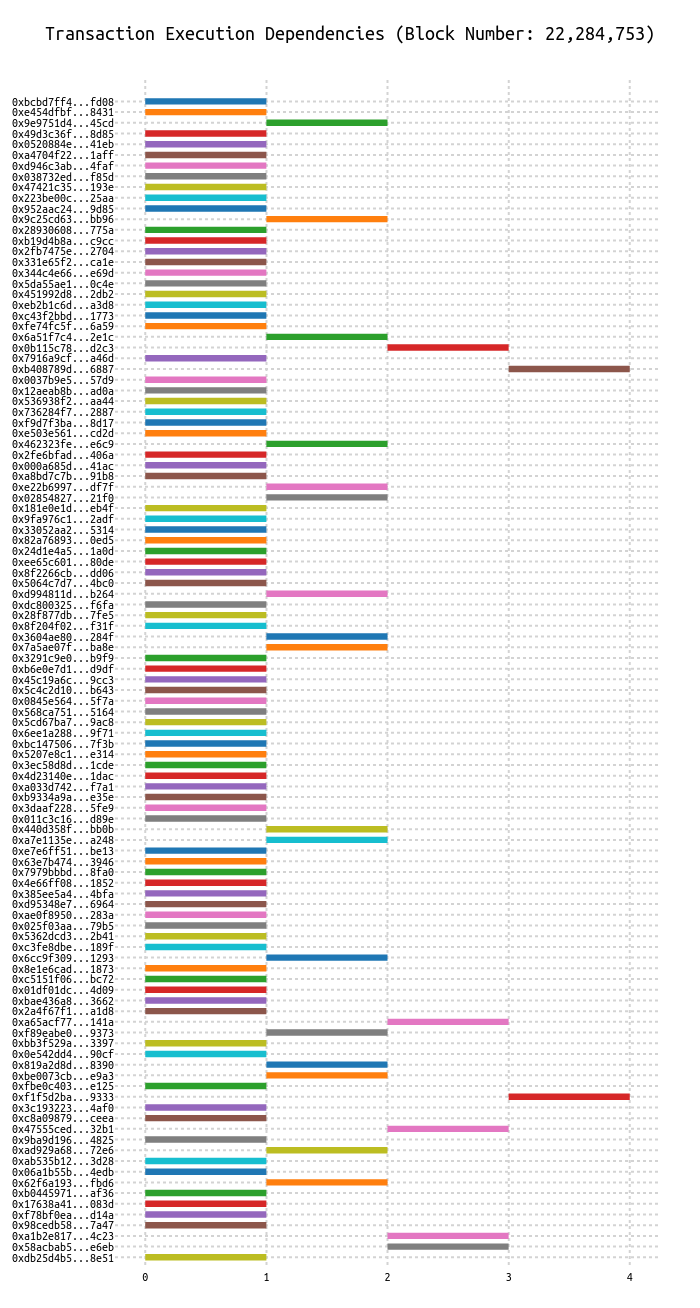 Transaction Execution Dependencies (Block Number: 22,284,753)
0xbcbd7ff4...fd08
0xe454dfbf...8431
0x9e9751d4...45cd
0x49d3c36f...8d85
0x0520884e...41eb
0xa4704f22...1aff
0xd946c3ab...4faf
0x038732ed...f85d
0x47421c35...193e
0x223be00c...25aa
0x952aac24...9d85
0x9c25cd63...bb96
0x28930608...775a
0xb19d4b8a...c9cc
0x2fb7475e...2704
0x331e65f2...ca1e
0x344c4e66...e69d
0x5da55ae1...0c4e
0x451992d8...2db2
0xeb2b1c6d...a3d8
0xc43f2bbd...1773
0xfe74fc5f...6a59
0x6a51f7c4...2e1c
0x0b115c78...d2c3
0x7916a9cf...a46d
0xb408789d...6887
0x0037b9e5...57d9
0x12aeab8b...ad0a
0x536938f2...aa44
0x736284f7...2887
0xf9d7f3ba...8d17
0xe503e561...cd2d
0x462323fe...e6c9
0x2fe6bfad...406a
0x000a685d...41ac
0xa8bd7c7b...91b8
0xe22b6997...df7f
0x02854827...21f0
0x181e0e1d...eb4f
0x9fa976c1...2adf
0x33052aa2...5314
0x82a76893...0ed5
0x24d1e4a5...1a0d
0xee65c601...80de
0x8f2266cb...dd06
0x5064c7d7...4bc0
0xd994811d...b264
0xdc800325...f6fa
0x28f877db...7fe5
0x8f204f02...f31f
0x3604ae80...284f
0x7a5ae07f...ba8e
0x3291c9e0...b9f9
0xb6e0e7d1...d9df
0x45c19a6c...9cc3
0x5c4c2d10...b643
0x0845e564...5f7a
0x568ca751...5164
0x5cd67ba7...9ac8
0x6ee1a288...9f71
0xbc147506...7f3b
0x5207e8c1...e314
0x3ec58d8d...1cde
0x4d23140e...1dac
0xa033d742...f7a1
0xb9334a9a...e35e
0x3daaf228...5fe9
0x011c3c16...d89e
0x440d358f...bb0b
0xa7e1135e...a248
0xe7e6ff51...be13
0x63e7b474...3946
0x7979bbbd...8fa0
0x4e66ff08...1852
0x385ee5a4...4bfa
0xd95348e7...6964
0xae0f8950...283a
0x025f03aa...79b5
0x5362dcd3...2b41
0xc3fe8dbe...189f
0x6cc9f309...1293
0x8e1e6cad...1873
0xc5151f06...bc72
0x01df01dc...4d09
0xbae436a8...3662
0x2a4f67f1...a1d8
0xa65acf77...141a
0xf89eabe0...9373
0xbb3f529a...3397
0x0e542dd4...90cf
0x819a2d8d...8390
0xbe0073cb...e9a3
0xfbe0c403...e125
0xf1f5d2ba...9333
0x3c193223...4af0
0xc8a09879...ceea
0x47555ced...32b1
0x9ba9d196...4825
0xad929a68...72e6
0xab535b12...3d28
0x06a1b55b...4edb
0x62f6a193...fbd6
0xb0445971...af36
0x17638a41...083d
0xf78bf0ea...d14a
0x98cedb58...7a47
0xa1b2e817...4c23
0x58acbab5...e6eb
0xdb25d4b5...8e51
0 1 2 3 4